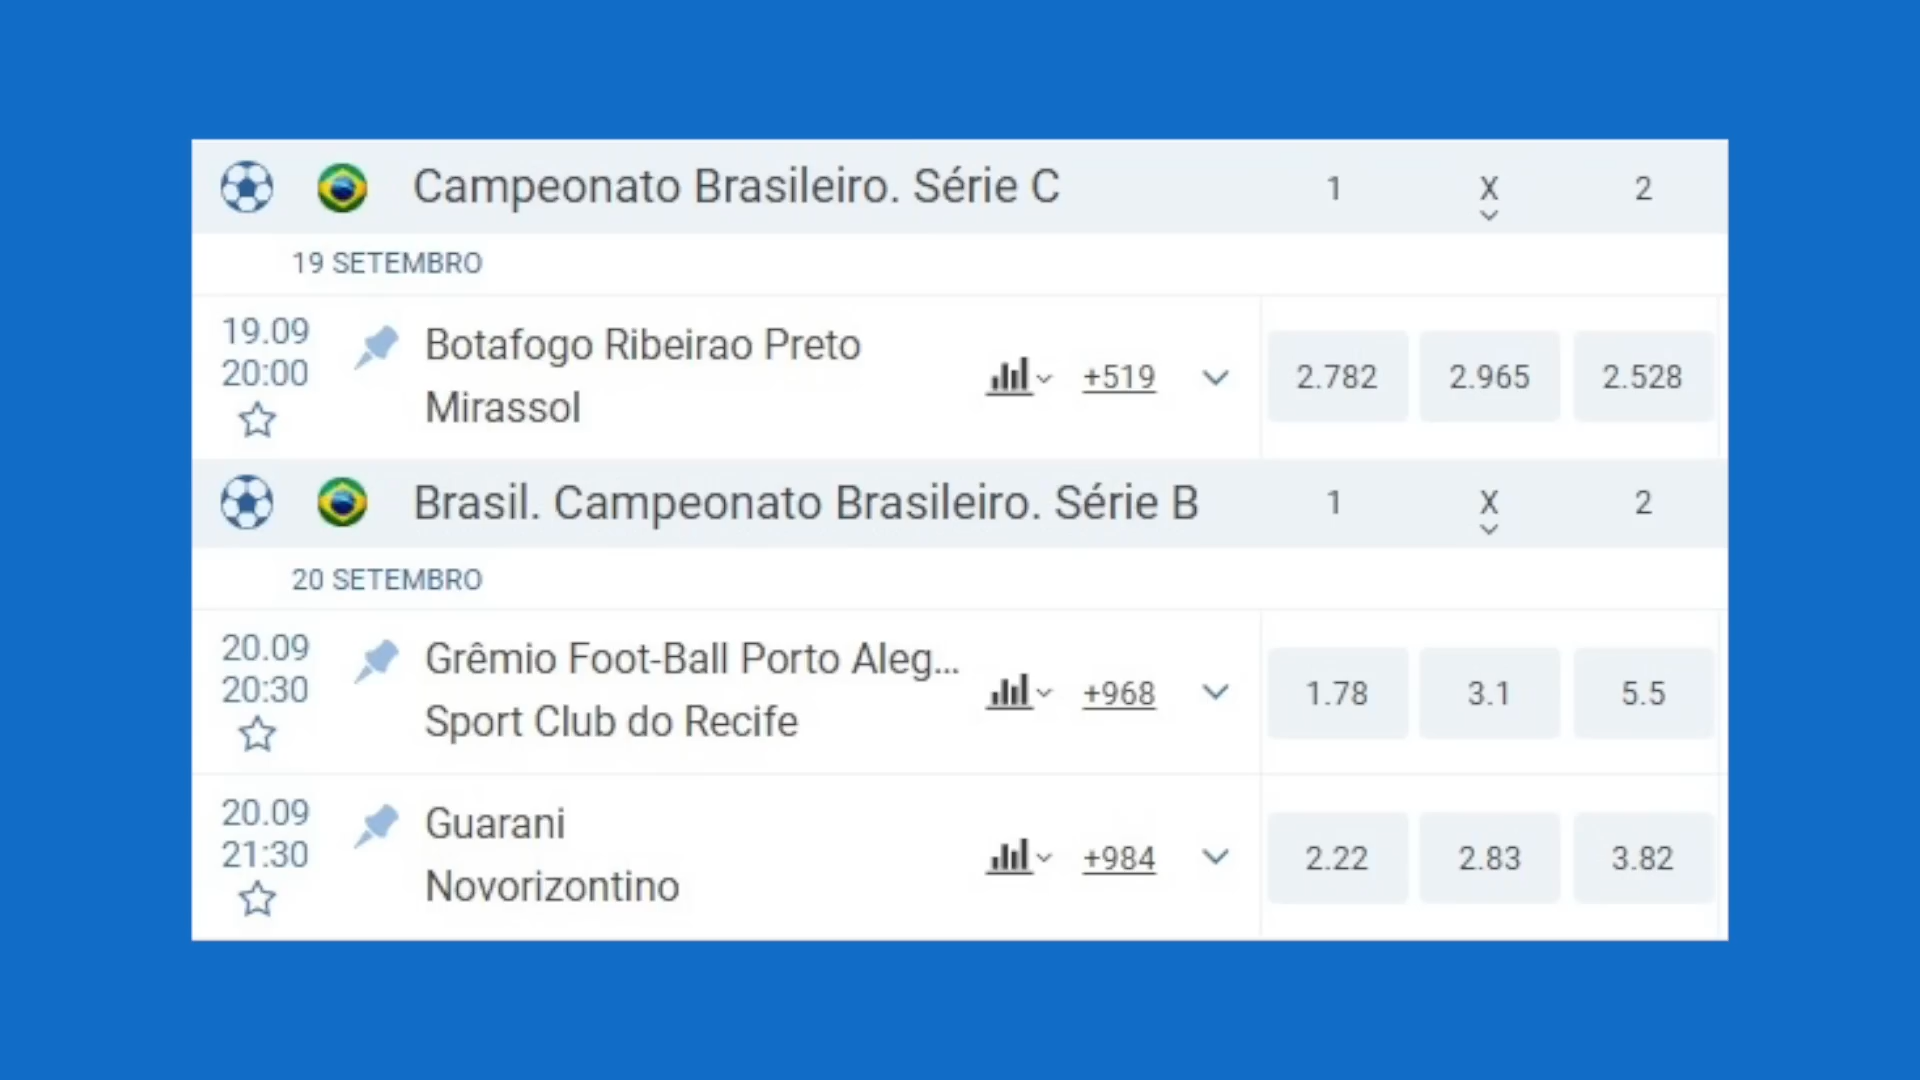 Campeonato Brasileiro. Série C 1 X 2
19 SETEMBRO
19.09
20:00
Botafogo Ribeirao Preto
Mirassol
+519 2.782 2.965 2.528
Brasil. Campeonato Brasileiro. Série B 1 X 2
20 SETEMBRO
20.09
20:30
Grêmio Foot-Ball Porto Aleg...
Sport Club do Recife
+968 1.78 3.1 5.5
20.09
21:30
Guarani
Novorizontino
+984 2.22 2.83 3.82